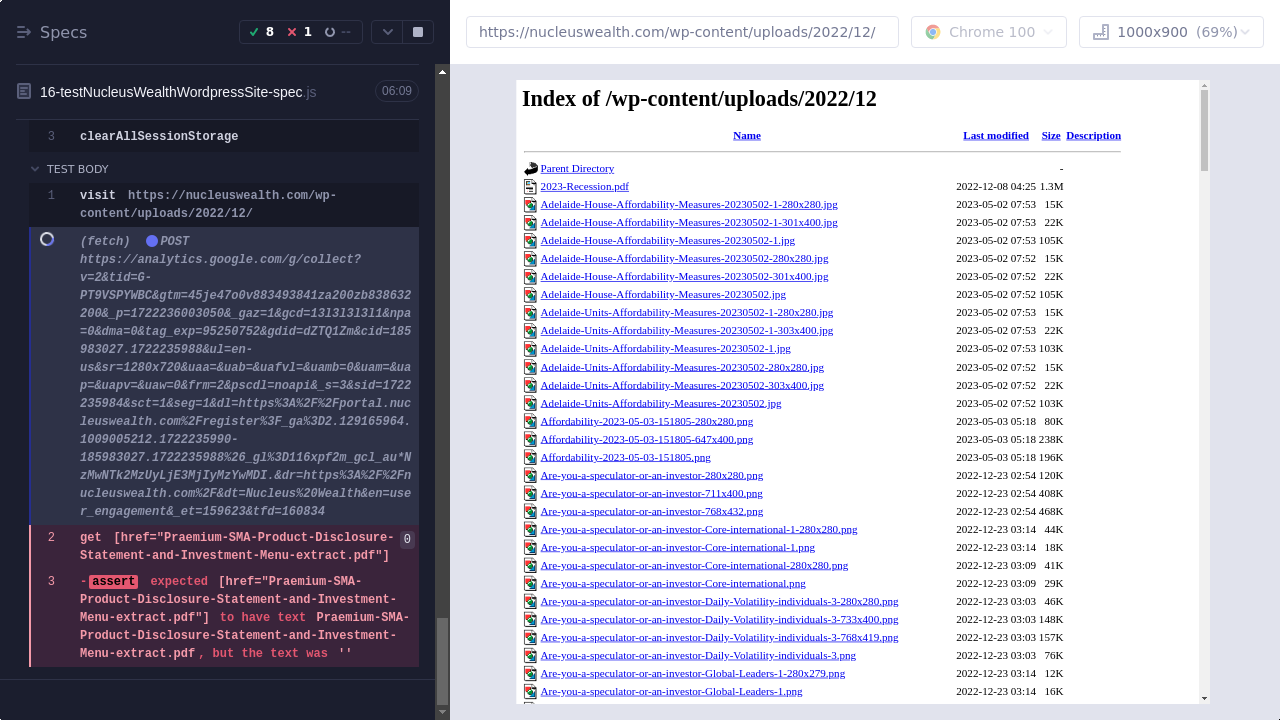 Specs
8
1
--
https://nucleuswealth.com/wp-content/uploads/2022/12/
Chrome 100
1000x900 (69%)
16-testNucleusWealthWordpressSite-spec.js
06:09
3 clearAllSessionStorage
TEST BODY
1 visit https://nucleuswealth.com/wp-
content/uploads/2022/12/
(fetch) POST
https://analytics.google.com/g/collect?
v=2&tid=G-
PT9VSPYWBC&gtm=45je47o0v883493841za200zb838632
200&_p=1722236003050&_gaz=1&gcd=13l3l3l3l1&npa
=0&dma=0&tag_exp=95250752&gdid=dZTQ1Zm&cid=185
983027.1722235988&ul=en-
us&sr=1280x720&uaa=&uab=&uafvl=&uamb=0&uam=&ua
p=&uapv=&uaw=0&frm=2&pscdl=noapi&_s=3&sid=1722
235984&sct=1&seg=1&dl=https%3A%2F%2Fportal.nuc
leuswealth.com%2Fregister%3F_ga%3D2.129165964.
1009005212.1722235990-
185983027.1722235988%26_gl%3D116xpf2m_gcl_au*N
zMwNTk2MzUyLjE3MjIyMzYwMDI.&dr=https%3A%2F%2Fn
ucleuswealth.com%2F&dt=Nucleus%20Wealth&en=use
r_engagement&_et=159623&tfd=160834
2 get [href="Praemium-SMA-Product-Disclosure-
Statement-and-Investment-Menu-extract.pdf"] 0
3 -assert expected [href="Praemium-SMA-
Product-Disclosure-Statement-and-Investment-
Menu-extract.pdf"] to have text Praemium-SMA-
Product-Disclosure-Statement-and-Investment-
Menu-extract.pdf, but the text was ''
Index of /wp-content/uploads/2022/12
Name Last modified Size Description
Parent Directory -
2023-Recession.pdf 2022-12-08 04:25 1.3M
Adelaide-House-Affordability-Measures-20230502-1-280x280.jpg 2023-05-02 07:53 15K
Adelaide-House-Affordability-Measures-20230502-1-301x400.jpg 2023-05-02 07:53 22K
Adelaide-House-Affordability-Measures-20230502-1.jpg 2023-05-02 07:53 105K
Adelaide-House-Affordability-Measures-20230502-280x280.jpg 2023-05-02 07:52 15K
Adelaide-House-Affordability-Measures-20230502-301x400.jpg 2023-05-02 07:52 22K
Adelaide-House-Affordability-Measures-20230502.jpg 2023-05-02 07:52 105K
Adelaide-Units-Affordability-Measures-20230502-1-280x280.jpg 2023-05-02 07:53 15K
Adelaide-Units-Affordability-Measures-20230502-1-303x400.jpg 2023-05-02 07:53 22K
Adelaide-Units-Affordability-Measures-20230502-1.jpg 2023-05-02 07:53 103K
Adelaide-Units-Affordability-Measures-20230502-280x280.jpg 2023-05-02 07:52 15K
Adelaide-Units-Affordability-Measures-20230502-303x400.jpg 2023-05-02 07:52 22K
Adelaide-Units-Affordability-Measures-20230502.jpg 2023-05-02 07:52 103K
Affordability-2023-05-03-151805-280x280.png 2023-05-03 05:18 80K
Affordability-2023-05-03-151805-647x400.png 2023-05-03 05:18 238K
Affordability-2023-05-03-151805.png 2023-05-03 05:18 196K
Are-you-a-speculator-or-an-investor-280x280.png 2022-12-23 02:54 120K
Are-you-a-speculator-or-an-investor-711x400.png 2022-12-23 02:54 408K
Are-you-a-speculator-or-an-investor-768x432.png 2022-12-23 02:54 468K
Are-you-a-speculator-or-an-investor-Core-international-1-280x280.png 2022-12-23 03:14 44K
Are-you-a-speculator-or-an-investor-Core-international-1.png 2022-12-23 03:14 18K
Are-you-a-speculator-or-an-investor-Core-international-280x280.png 2022-12-23 03:09 41K
Are-you-a-speculator-or-an-investor-Core-international.png 2022-12-23 03:09 29K
Are-you-a-speculator-or-an-investor-Daily-Volatility-individuals-3-280x280.png 2022-12-23 03:03 46K
Are-you-a-speculator-or-an-investor-Daily-Volatility-individuals-3-733x400.png 2022-12-23 03:03 148K
Are-you-a-speculator-or-an-investor-Daily-Volatility-individuals-3-768x419.png 2022-12-23 03:03 157K
Are-you-a-speculator-or-an-investor-Daily-Volatility-individuals-3.png 2022-12-23 03:03 76K
Are-you-a-speculator-or-an-investor-Global-Leaders-1-280x279.png 2022-12-23 03:14 12K
Are-you-a-speculator-or-an-investor-Global-Leaders-1.png 2022-12-23 03:14 16K